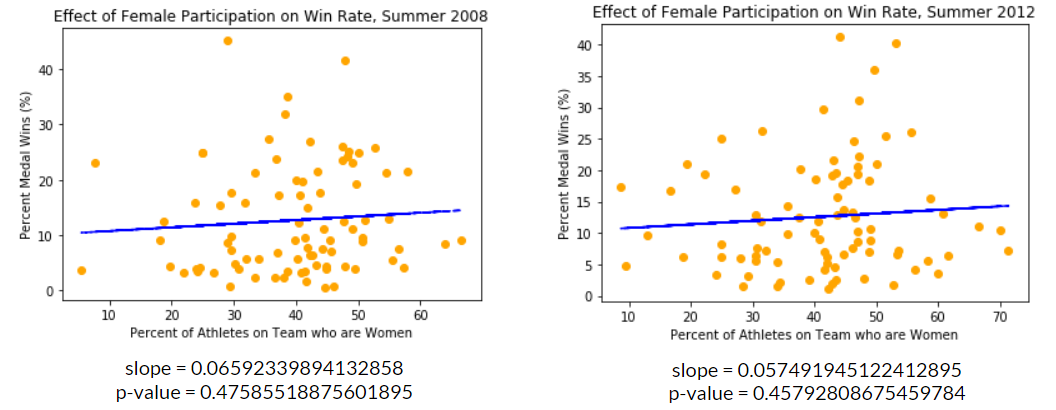 Effect of Female Participation on Win Rate, Summer 2008
Percent Medal Wins (%)
40
30
20
10
0
10
20
30
40
50
60
Percent of Athletes on Team who are Women
slope = 0.06592339894132858
p-value = 0.47585518875601895
Effect of Female Participation on Win Rate, Summer 2012
Percent Medal Wins (%)
40
35
30
25
20
15
10
5
0
10
20
30
40
50
60
70
Percent of Athletes on Team who are Women
slope = 0.057491945122412895
p-value = 0.45792808675459784